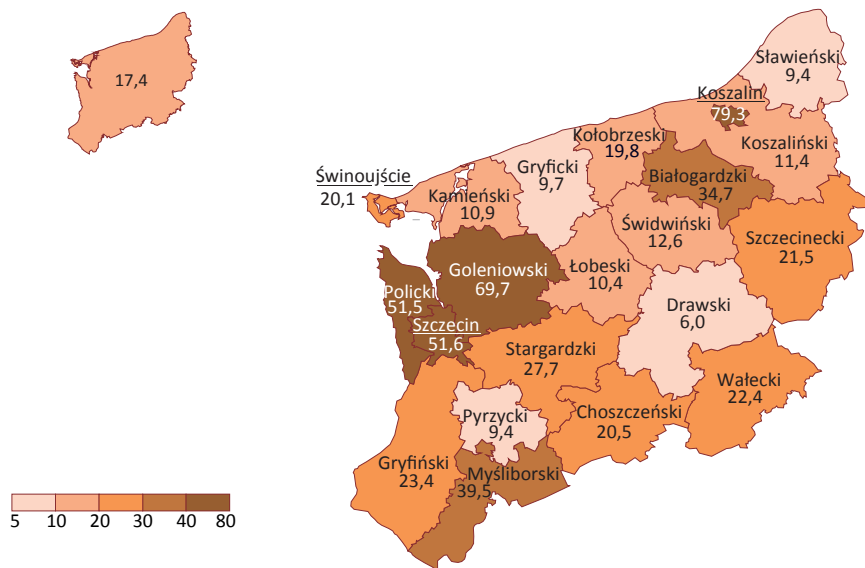 17,4
Sławieński
9,4
Koszalin
79,3
Kołobrzeski
19,8
Koszaliński
11,4
Gryficki
9,7
Białogardzki
34,7
Świnoujście
20,1
Kamieński
10,9
Świdwiński
12,6
Szczecinecki
21,5
Goleniowski
69,7
Łobeski
10,4
Policki
51,5
Drawski
6,0
Szczecin
51,6
Stargardzki
27,7
Wałecki
22,4
Pyrzycki
9,4
Choszczeński
20,5
Gryfiński
23,4
Myśliborski
39,5
5 10 20 30 40 80